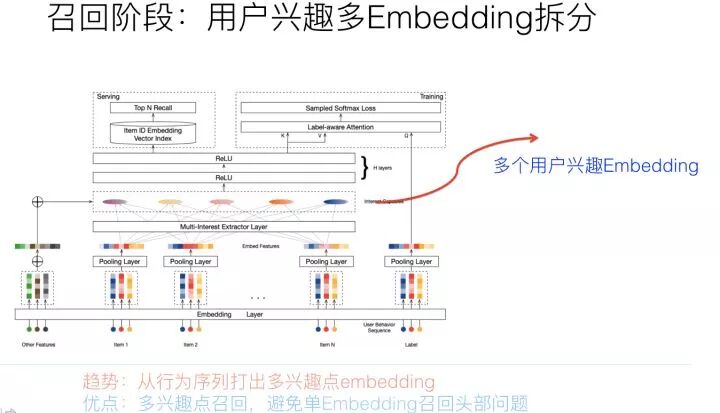 召回阶段：用户兴趣多Embedding拆分
Serving
Training
Top N Recall
Sampled Softmax Loss
Item ID Embedding
Vector Index
Label-aware Attention
K
V
Q
ReLU
ReLU
H layers
多个用户兴趣Embedding
Interest Capsules
Multi-Interest Extractor Layer
Embed Features
Pooling Layer
Pooling Layer
Pooling Layer
Pooling Layer
. . .
Embedding Layer
User Behavior
Sequence
Other Features
Item 1
Item 2
Item N
Label
趋势：从行为序列打出多兴趣点embedding
优点：多兴趣点召回，避免单Embedding召回头部问题